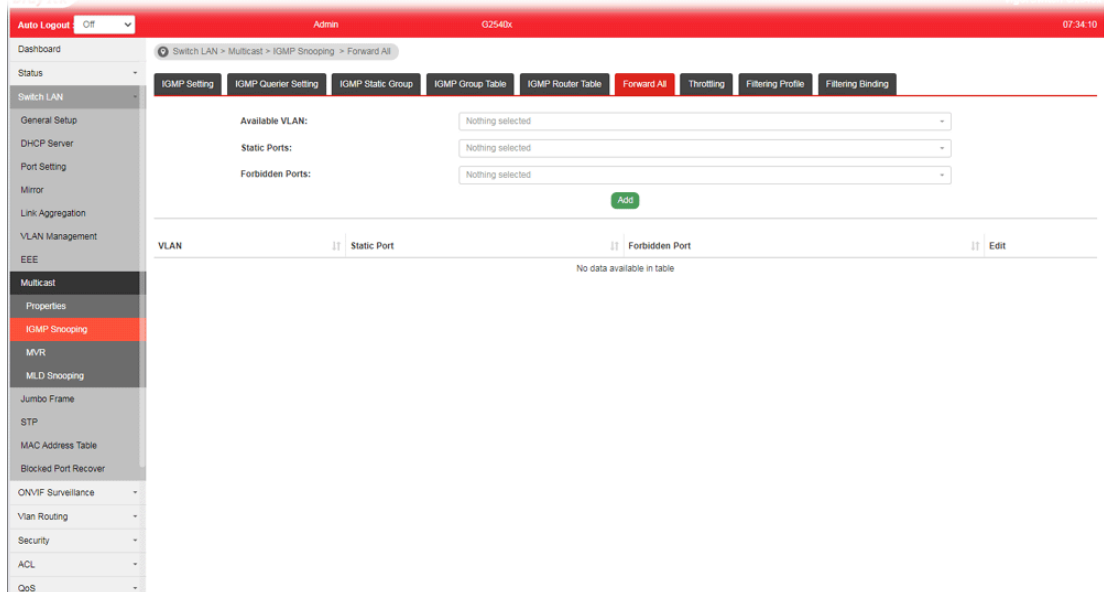 Auto Logout : Off
Admin
G2540x
07:34:10
Dashboard
Status
Switch LAN
General Setup
DHCP Server
Port Setting
Mirror
Link Aggregation
VLAN Management
EEE
Multicast
Properties
IGMP Snooping
MVR
MLD Snooping
Jumbo Frame
STP
MAC Address Table
Blocked Port Recover
ONVIF Surveillance
Vlan Routing
Security
ACL
QoS
Switch LAN > Multicast > IGMP Snooping > Forward All
IGMP Setting
IGMP Querier Setting
IGMP Static Group
IGMP Group Table
IGMP Router Table
Forward All
Throttling
Filtering Profile
Filtering Binding
Available VLAN: Nothing selected
Static Ports: Nothing selected
Forbidden Ports: Nothing selected
Add
VLAN Static Port Forbidden Port Edit
No data available in table